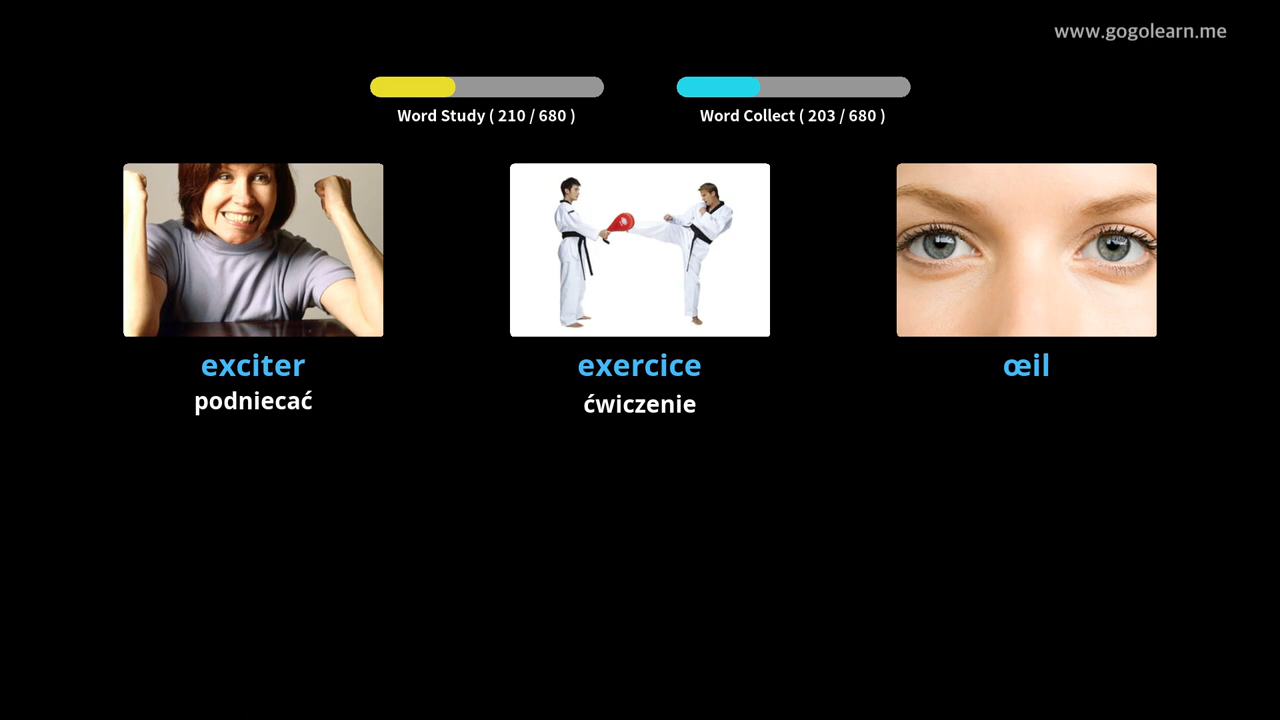 www.gogolearn.me
Word Study ( 210 / 680 )
Word Collect ( 203 / 680 )
exciter
podniecać
exercice
ćwiczenie
œil